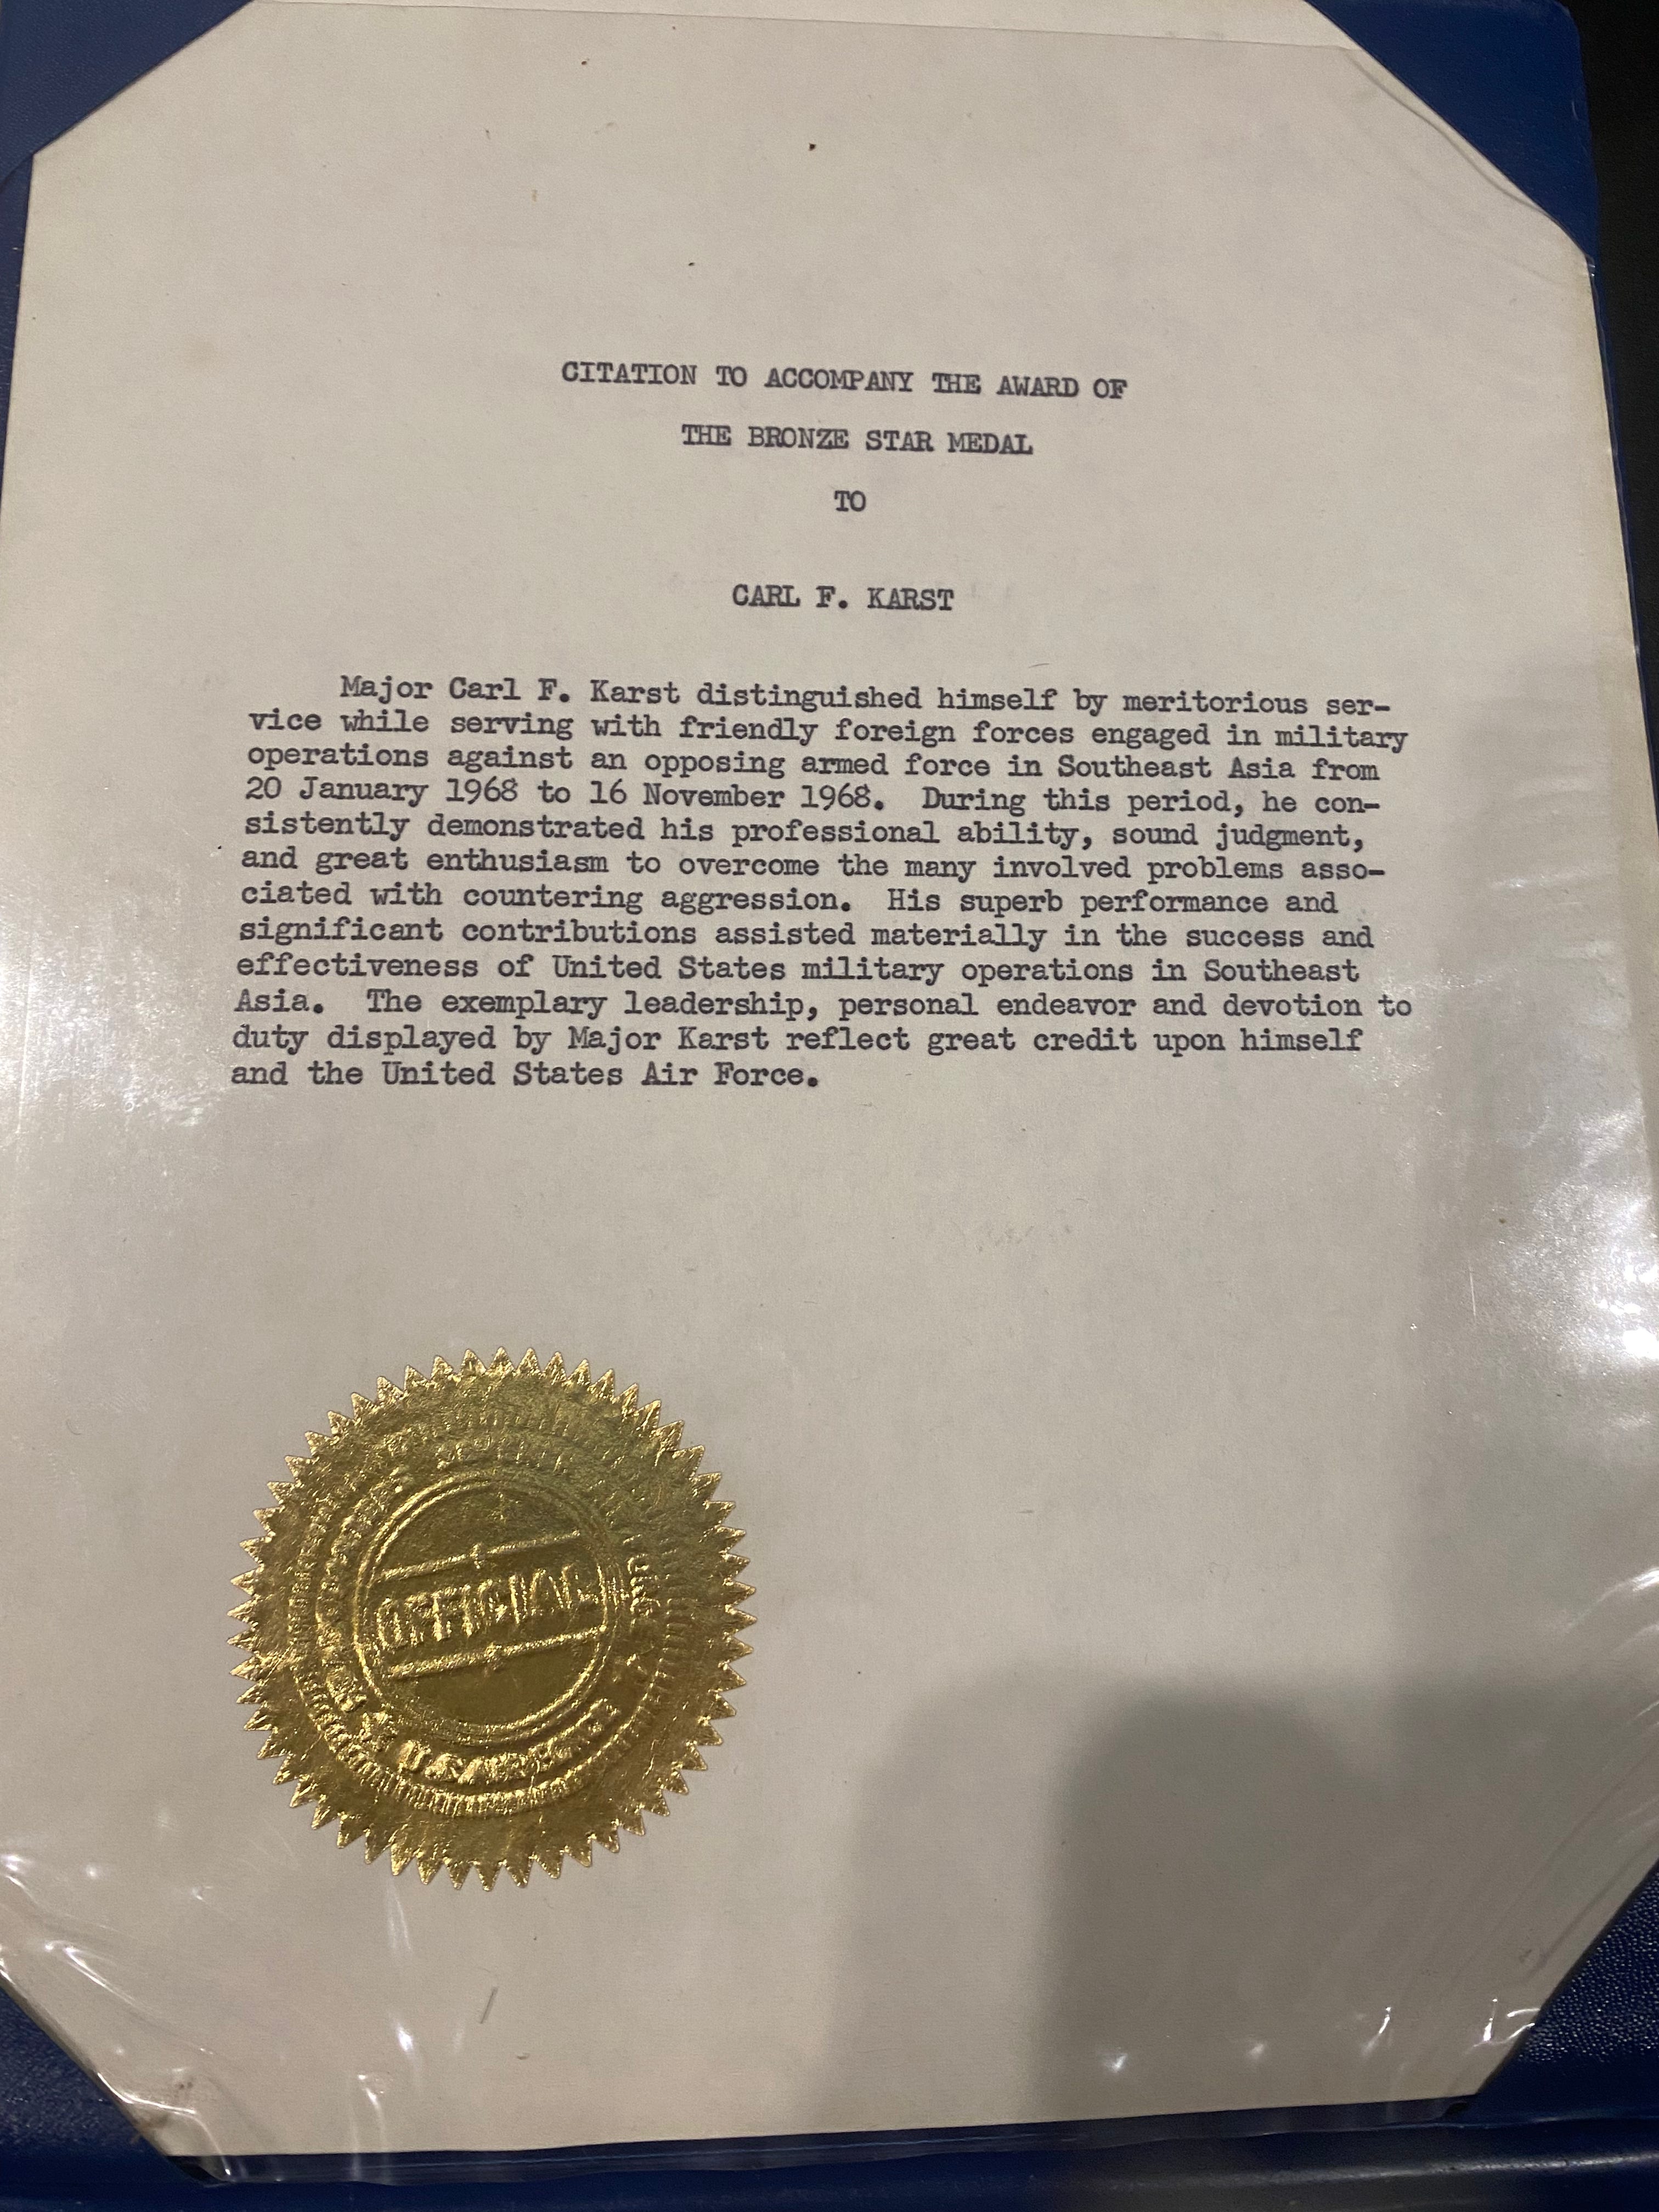 CITATION TO ACCOMPANY THE AWARD OF
THE BRONZE STAR MEDAL
TO
CARL F. KARST
Major Carl F. Karst distinguished himself by meritorious ser-
vice while serving with friendly foreign forces engaged in military
operations against an opposing armed force in Southeast Asia from
20 January 1968 to 16 November 1968. During this period, he con-
sistently demonstrated his professional ability, sound judgment,
and great enthusiasm to overcome the many involved problems asso-
ciated with countering aggression. His superb performance and
significant contributions assisted materially in the success and
effectiveness of United States military operations in Southeast
Asia. The exemplary leadership, personal endeavor and devotion to
duty displayed by Major Karst reflect great credit upon himself
and the United States Air Force.
OFFICIAL